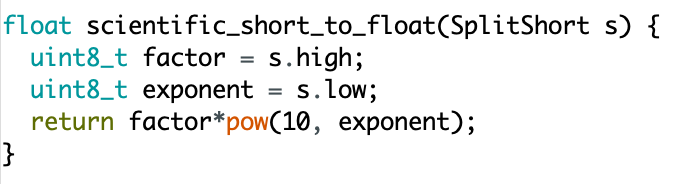 float scientific_short_to_float(SplitShort s) {
  uint8_t factor = s.high;
  uint8_t exponent = s.low;
  return factor*pow(10, exponent);
}